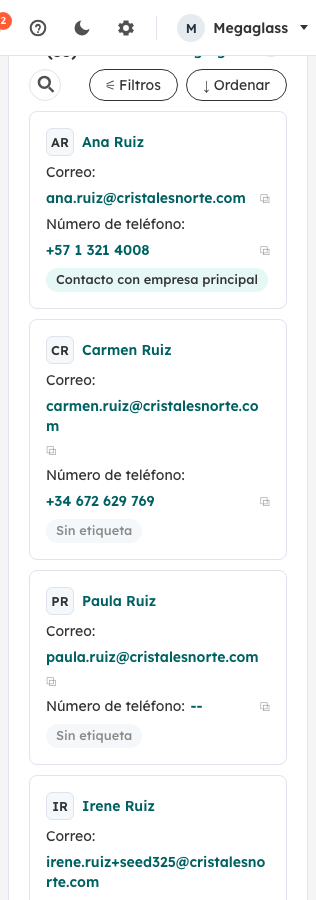 2
M Megaglass
Filtros
↓ Ordenar
AR Ana Ruiz
Correo:
ana.ruiz@cristalesnorte.com
Número de teléfono:
+57 1 321 4008
Contacto con empresa principal
CR Carmen Ruiz
Correo:
carmen.ruiz@cristalesnorte.co
m
Número de teléfono:
+34 672 629 769
Sin etiqueta
PR Paula Ruiz
Correo:
paula.ruiz@cristalesnorte.com
Número de teléfono: --
Sin etiqueta
IR Irene Ruiz
Correo:
irene.ruiz+seed325@cristalesno
rte.com